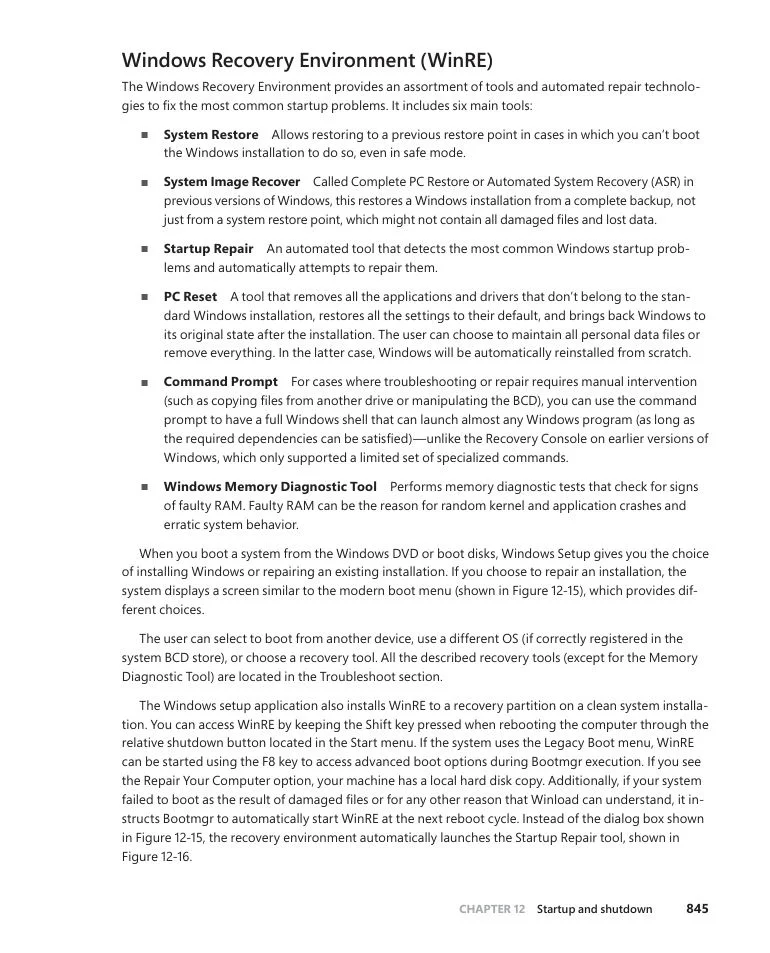 Windows Recovery Environment (WinRE)
The Windows Recovery Environment provides an assortment of tools and automated repair technolo-
gies to fix the most common startup problems. It includes six main tools:
■ System Restore Allows restoring to a previous restore point in cases in which you can’t boot
the Windows installation to do so, even in safe mode.
■ System Image Recover Called Complete PC Restore or Automated System Recovery (ASR) in
previous versions of Windows, this restores a Windows installation from a complete backup, not
just from a system restore point, which might not contain all damaged files and lost data.
■ Startup Repair An automated tool that detects the most common Windows startup prob-
lems and automatically attempts to repair them.
■ PC Reset A tool that removes all the applications and drivers that don’t belong to the stan-
dard Windows installation, restores all the settings to their default, and brings back Windows to
its original state after the installation. The user can choose to maintain all personal data files or
remove everything. In the latter case, Windows will be automatically reinstalled from scratch.
■ Command Prompt For cases where troubleshooting or repair requires manual intervention
(such as copying files from another drive or manipulating the BCD), you can use the command
prompt to have a full Windows shell that can launch almost any Windows program (as long as
the required dependencies can be satisfied)—unlike the Recovery Console on earlier versions of
Windows, which only supported a limited set of specialized commands.
■ Windows Memory Diagnostic Tool Performs memory diagnostic tests that check for signs
of faulty RAM. Faulty RAM can be the reason for random kernel and application crashes and
erratic system behavior.
When you boot a system from the Windows DVD or boot disks, Windows Setup gives you the choice
of installing Windows or repairing an existing installation. If you choose to repair an installation, the
system displays a screen similar to the modern boot menu (shown in Figure 12-15), which provides dif-
ferent choices.
The user can select to boot from another device, use a different OS (if correctly registered in the
system BCD store), or choose a recovery tool. All the described recovery tools (except for the Memory
Diagnostic Tool) are located in the Troubleshoot section.
The Windows setup application also installs WinRE to a recovery partition on a clean system installa-
tion. You can access WinRE by keeping the Shift key pressed when rebooting the computer through the
relative shutdown button located in the Start menu. If the system uses the Legacy Boot menu, WinRE
can be started using the F8 key to access advanced boot options during Bootmgr execution. If you see
the Repair Your Computer option, your machine has a local hard disk copy. Additionally, if your system
failed to boot as the result of damaged files or for any other reason that Winload can understand, it in-
structs Bootmgr to automatically start WinRE at the next reboot cycle. Instead of the dialog box shown
in Figure 12-15, the recovery environment automatically launches the Startup Repair tool, shown in
Figure 12-16.
CHAPTER 12 Startup and shutdown 845